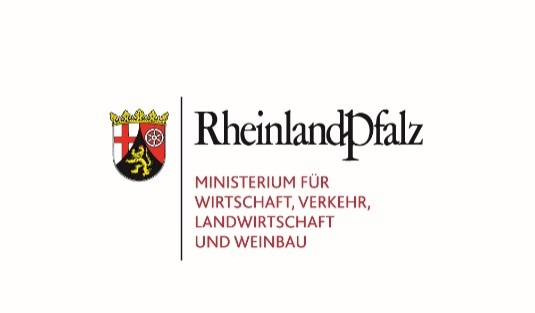 RheinlandPfalz
MINISTERIUM FÜR
WIRTSCHAFT, VERKEHR,
LANDWIRTSCHAFT
UND WEINBAU